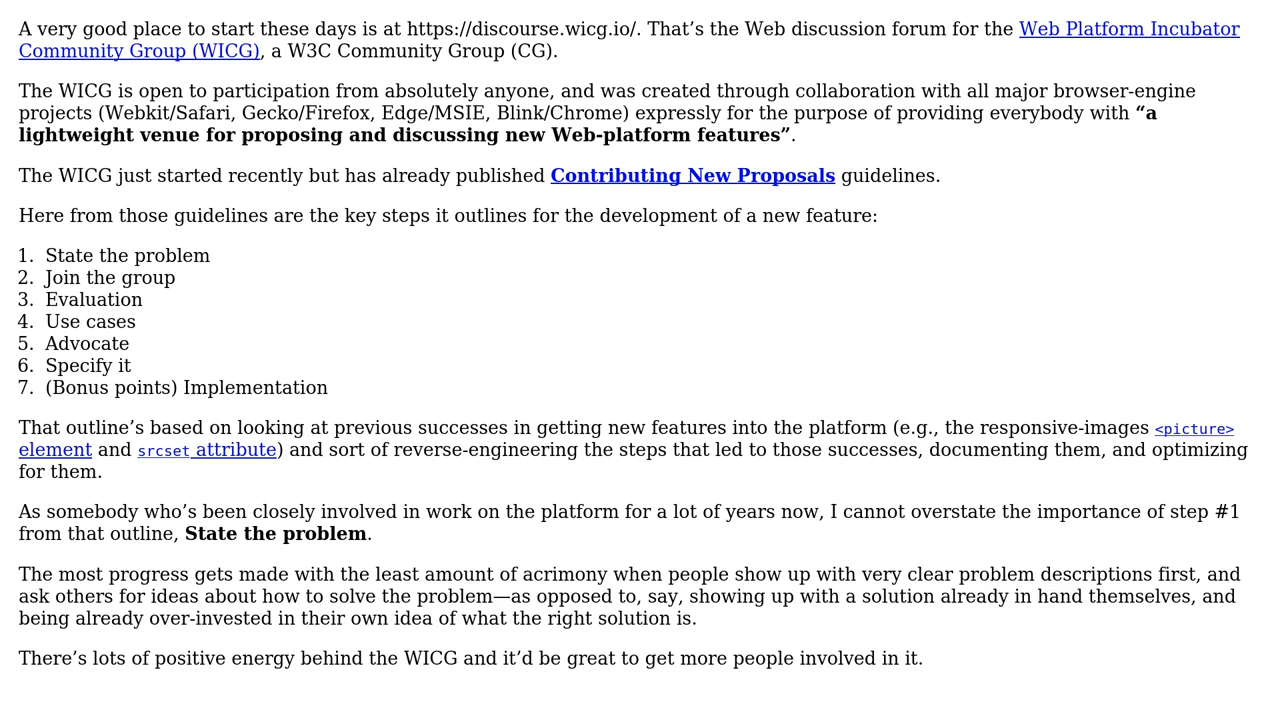 A very good place to start these days is at https://discourse.wicg.io/. That’s the Web discussion forum for the Web Platform Incubator
Community Group (WICG), a W3C Community Group (CG).
The WICG is open to participation from absolutely anyone, and was created through collaboration with all major browser-engine
projects (Webkit/Safari, Gecko/Firefox, Edge/MSIE, Blink/Chrome) expressly for the purpose of providing everybody with “a
lightweight venue for proposing and discussing new Web-platform features”.
The WICG just started recently but has already published Contributing New Proposals guidelines.
Here from those guidelines are the key steps it outlines for the development of a new feature:
1. State the problem
2. Join the group
3. Evaluation
4. Use cases
5. Advocate
6. Specify it
7. (Bonus points) Implementation
That outline’s based on looking at previous successes in getting new features into the platform (e.g., the responsive-images <picture>
element and srcset attribute) and sort of reverse-engineering the steps that led to those successes, documenting them, and optimizing
for them.
As somebody who’s been closely involved in work on the platform for a lot of years now, I cannot overstate the importance of step #1
from that outline, State the problem.
The most progress gets made with the least amount of acrimony when people show up with very clear problem descriptions first, and
ask others for ideas about how to solve the problem—as opposed to, say, showing up with a solution already in hand themselves, and
being already over-invested in their own idea of what the right solution is.
There’s lots of positive energy behind the WICG and it’d be great to get more people involved in it.